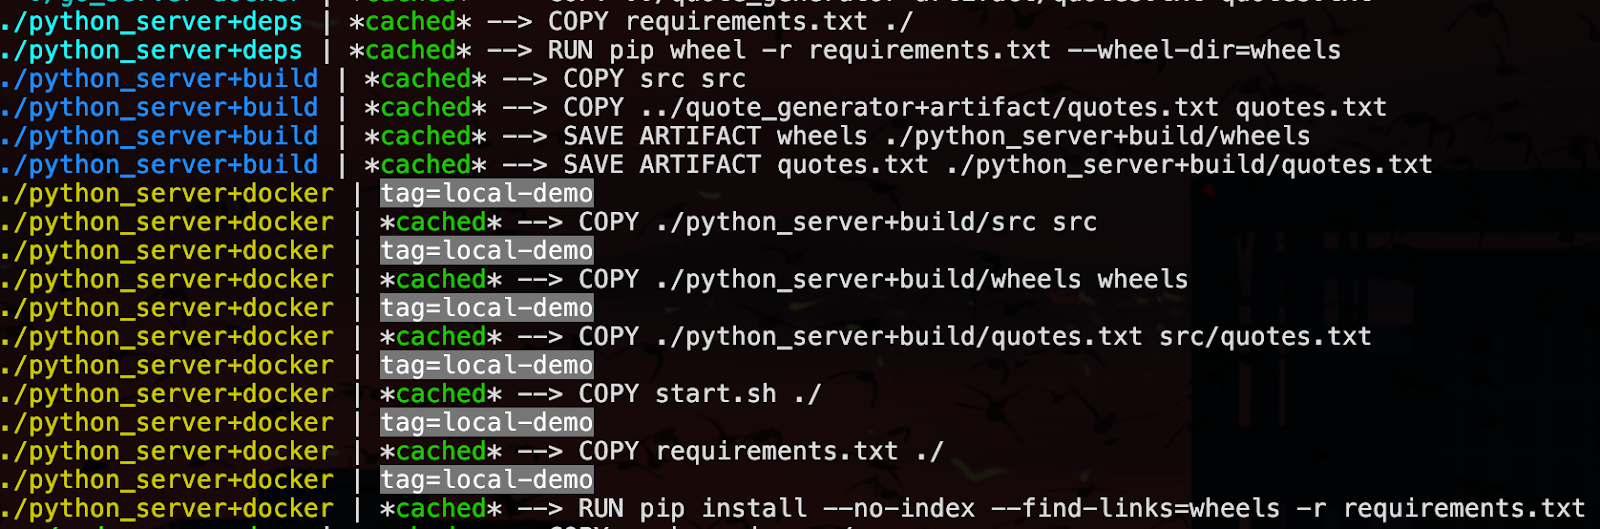 ./python_server+deps | *cached* --> COPY requirements.txt ./
./python_server+deps | *cached* --> RUN pip wheel -r requirements.txt --wheel-dir=wheels
./python_server+build | *cached* --> COPY src src
./python_server+build | *cached* --> COPY ../quote_generator+artifact/quotes.txt quotes.txt
./python_server+build | *cached* --> SAVE ARTIFACT wheels ./python_server+build/wheels
./python_server+build | *cached* --> SAVE ARTIFACT quotes.txt ./python_server+build/quotes.txt
./python_server+docker | tag=local-demo
./python_server+docker | *cached* --> COPY ./python_server+build/src src
./python_server+docker | tag=local-demo
./python_server+docker | *cached* --> COPY ./python_server+build/wheels wheels
./python_server+docker | tag=local-demo
./python_server+docker | *cached* --> COPY ./python_server+build/quotes.txt src/quotes.txt
./python_server+docker | tag=local-demo
./python_server+docker | *cached* --> COPY start.sh ./
./python_server+docker | tag=local-demo
./python_server+docker | *cached* --> COPY requirements.txt ./
./python_server+docker | tag=local-demo
./python_server+docker | *cached* --> RUN pip install --no-index --find-links=wheels -r requirements.txt